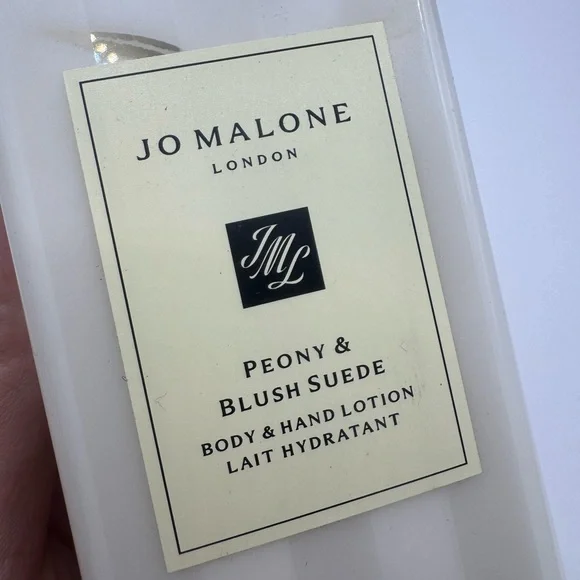 JO MALONE
LONDON
JML
PEONY &
BLUSH SUEDE
BODY & HAND LOTION
LAIT HYDRATANT